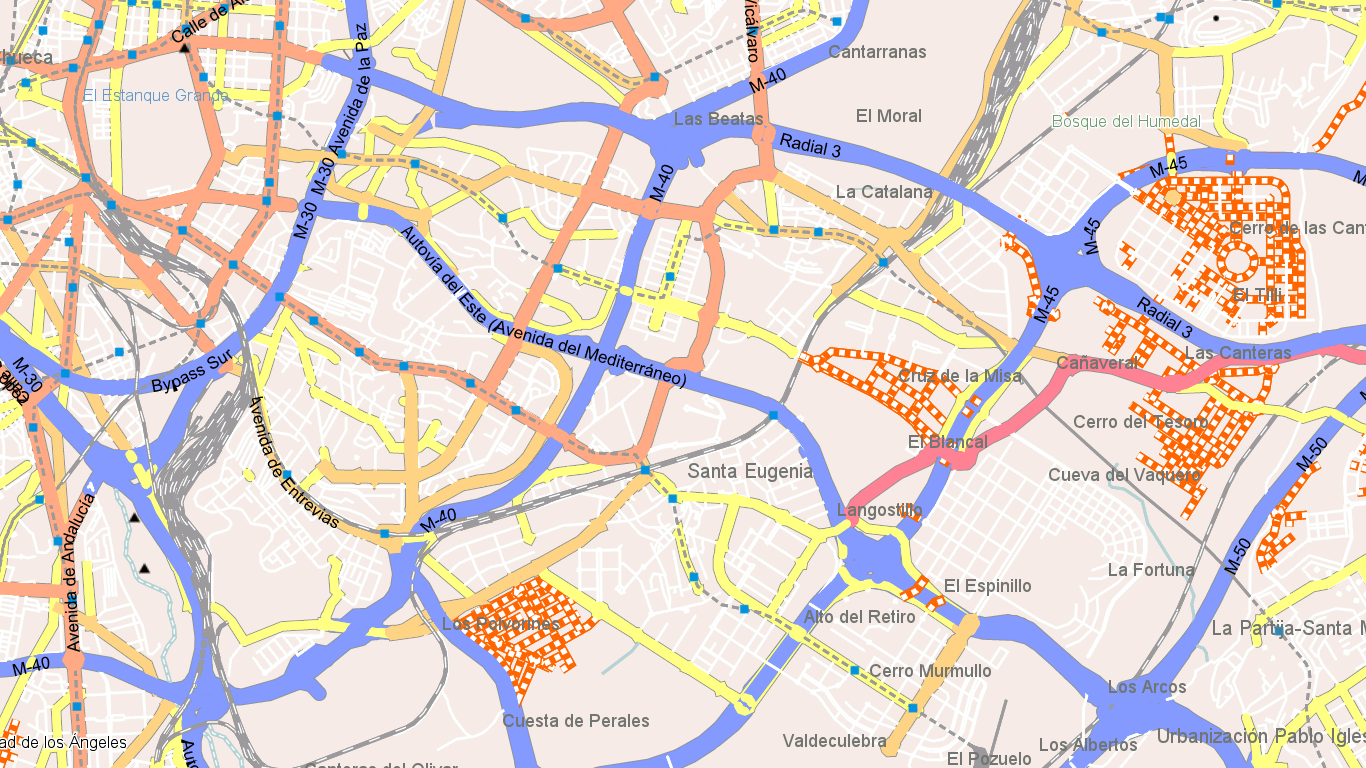 Calle de
Vicálvaro
Cantarranas
El Estanque Grande
M-30 Avenida de la Paz
M-40
Las Beatas
El Moral
Bosque del Humedal
Radial 3
M-45
La Catalana
M-40
M-30
Cerro de las
M-45
Autovía del Este (Avenida del Mediterráneo)
El Tilli
M-45
Radial 3
Bypass Sur
M-30
Las Canteras
Cañaveral
Cruz de la Misa
Cerro del Tesoro
El Blancal
Avenida de Entrevías
Santa Eugenia
Cueva del Vaquero
M-50
Langostillo
M-40
Avenida de Andalucía
M-50
La Fortuna
El Espinillo
Los Polvorines
Alto del Retiro
La Partija-Santa M
M-40
Cerro Murmullo
Los Arcos
Cuesta de Perales
ad de los Ángeles
Valdeculebra
Los Albertos
Urbanización Pablo Igles
El Pozuelo
Canteras del Olivar